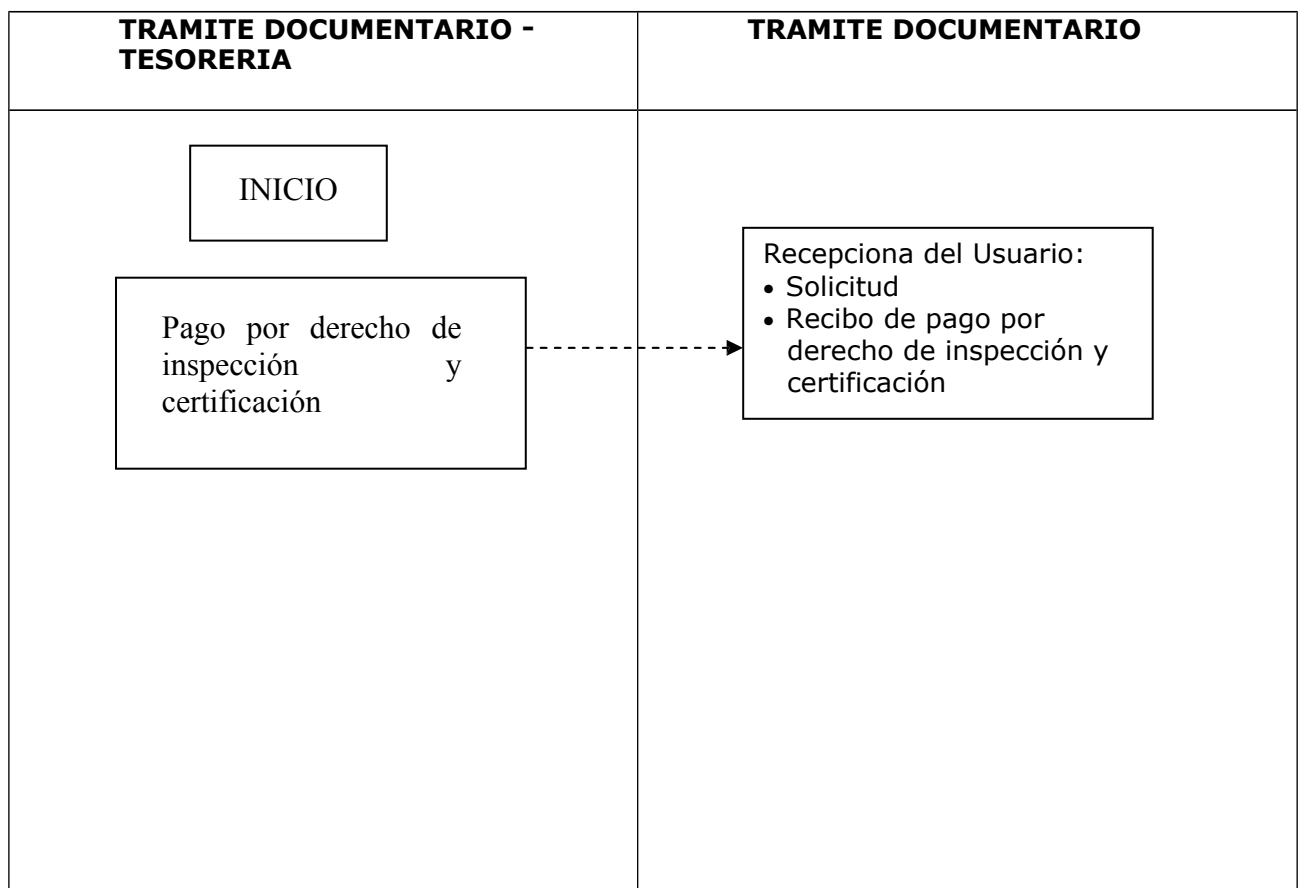 TRAMITE DOCUMENTARIO -
TESORERIA
TRAMITE DOCUMENTARIO
INICIO
Pago por derecho de
inspección y
certificación
Recepciona del Usuario:
• Solicitud
• Recibo de pago por
derecho de inspección y
certificación